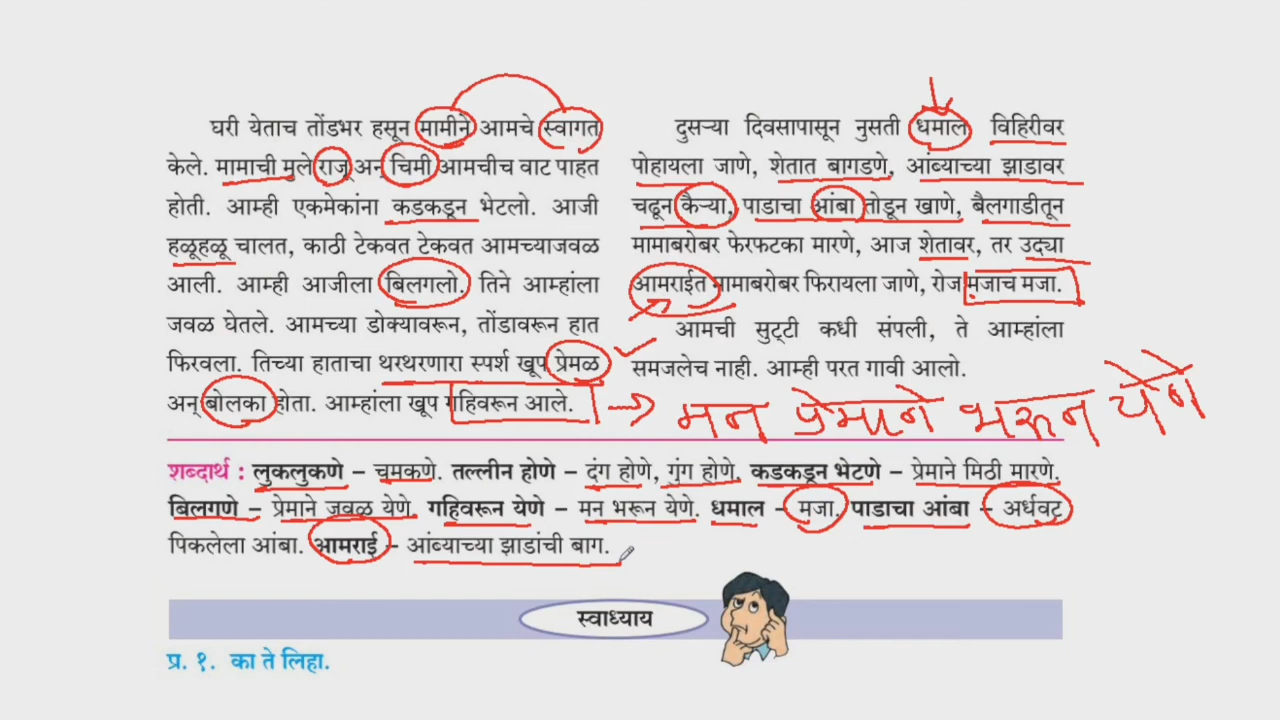 घरी येताच तोंडभर हसून मामीने आमचे स्वागत
केले. मामाची मुले राजू अन् चिमी आमचीच वाट पाहत
होती. आम्ही एकमेकांना कडकडून भेटलो. आजी
हळूहळू चालत, काठी टेकवत टेकवत आमच्याजवळ
आली. आम्ही आजीला बिलगलो. तिने आम्हांला
जवळ घेतले. आमच्या डोक्यावरून, तोंडावरून हात
फिरवला. तिच्या हाताचा थरथरणारा स्पर्श खूप प्रेमळ
अन् बोलका होता. आम्हांला खूप गहिवरून आले.
दुसऱ्या दिवसापासून नुसती धमाल विहिरीवर
पोहायला जाणे, शेतात बागडणे, आंब्याच्या झाडावर
चढून कैऱ्या, पाडाचा आंबा तोडून खाणे, बैलगाडीतून
मामाबरोबर फेरफटका मारणे, आज शेतावर, तर उद्या
आमराईत मामाबरोबर फिरायला जाणे, रोज मजाच मजा.
आमची सुट्टी कधी संपली, ते आम्हांला
समजलेच नाही. आम्ही परत गावी आलो.
मन प्रेमाने भरून येणे
शब्दार्थ : लुकलुकणे – चमकणे. तल्लीन होणे – दंग होणे, गुंग होणे. कडकडून भेटणे – प्रेमाने मिठी मारणे.
बिलगणे – प्रेमाने जवळ येणे. गहिवरून येणे – मन भरून येणे. धमाल – मजा. पाडाचा आंबा – अर्धवट
पिकलेला आंबा. आमराई – आंब्याच्या झाडांची बाग.
स्वाध्याय
प्र. १. का ते लिहा.